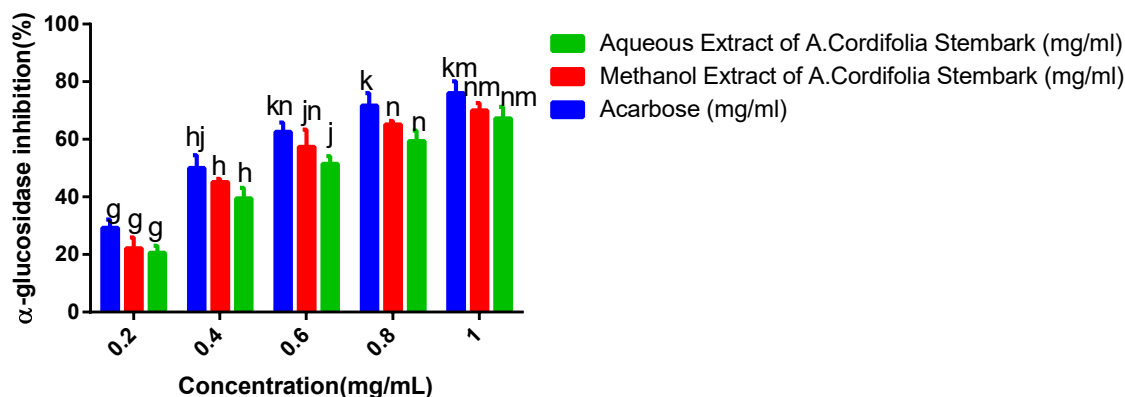 α-glucosidase inhibition(%)
100
80
60
40
20
0
g
g
g
hj
h
h
kn
jn
j
k
n
n
km
nm
nm
0.2
0.4
0.6
0.8
1
Concentration(mg/mL)
Aqueous Extract of A.Cordifolia Stembark (mg/ml)
Methanol Extract of A.Cordifolia Stembark (mg/ml)
Acarbose (mg/ml)